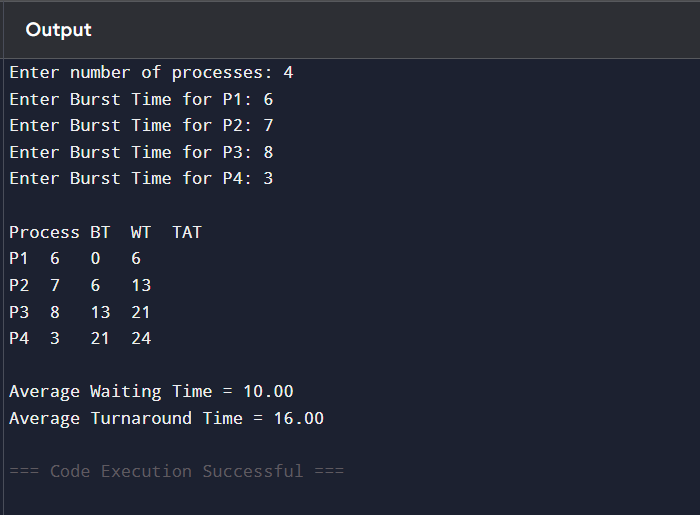 Output
Enter number of processes: 4
Enter Burst Time for P1: 6
Enter Burst Time for P2: 7
Enter Burst Time for P3: 8
Enter Burst Time for P4: 3
Process BT  WT  TAT
P1  6   0   6
P2  7   6   13
P3  8   13  21
P4  3   21  24
Average Waiting Time = 10.00
Average Turnaround Time = 16.00
=== Code Execution Successful ===